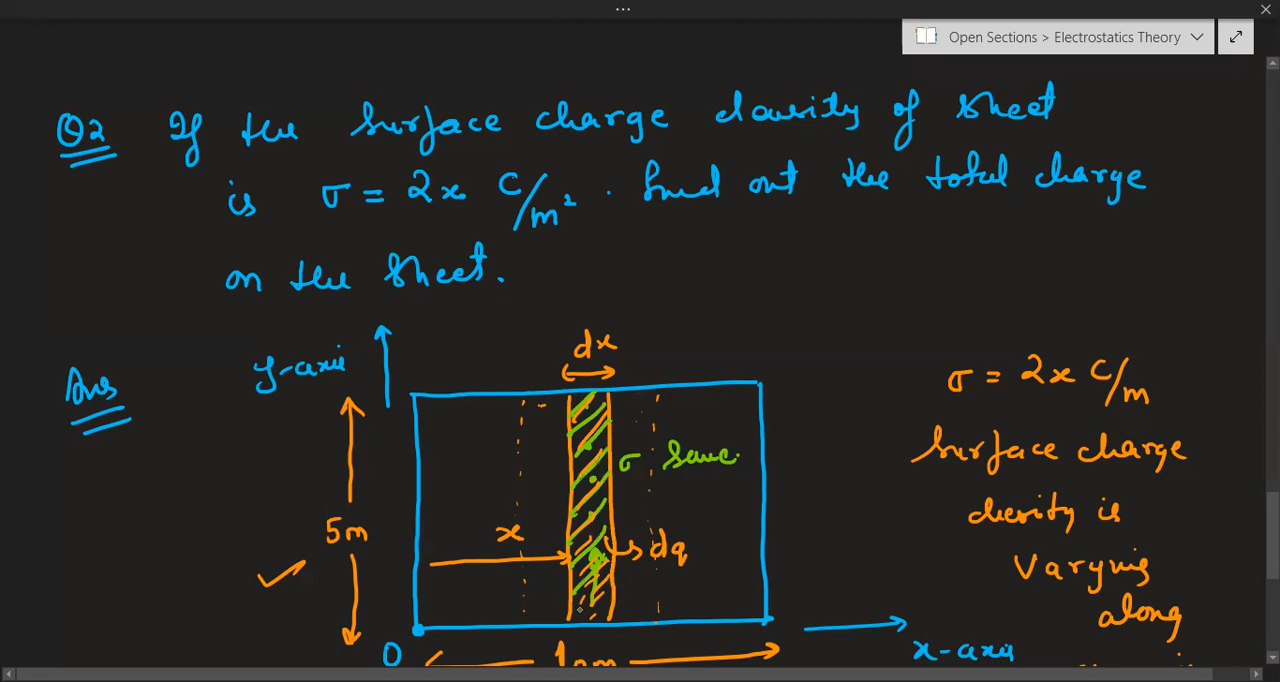 Open Sections > Electrostatics Theory
Q2 If the surface charge density of sheet
is σ = 2x C/m². Find out the total charge
on the sheet.
dx
y-axis
Ans
σ = 2x C/m
σ same.
surface charge
density is
5m
x
dq
varying
along
0
x-axis